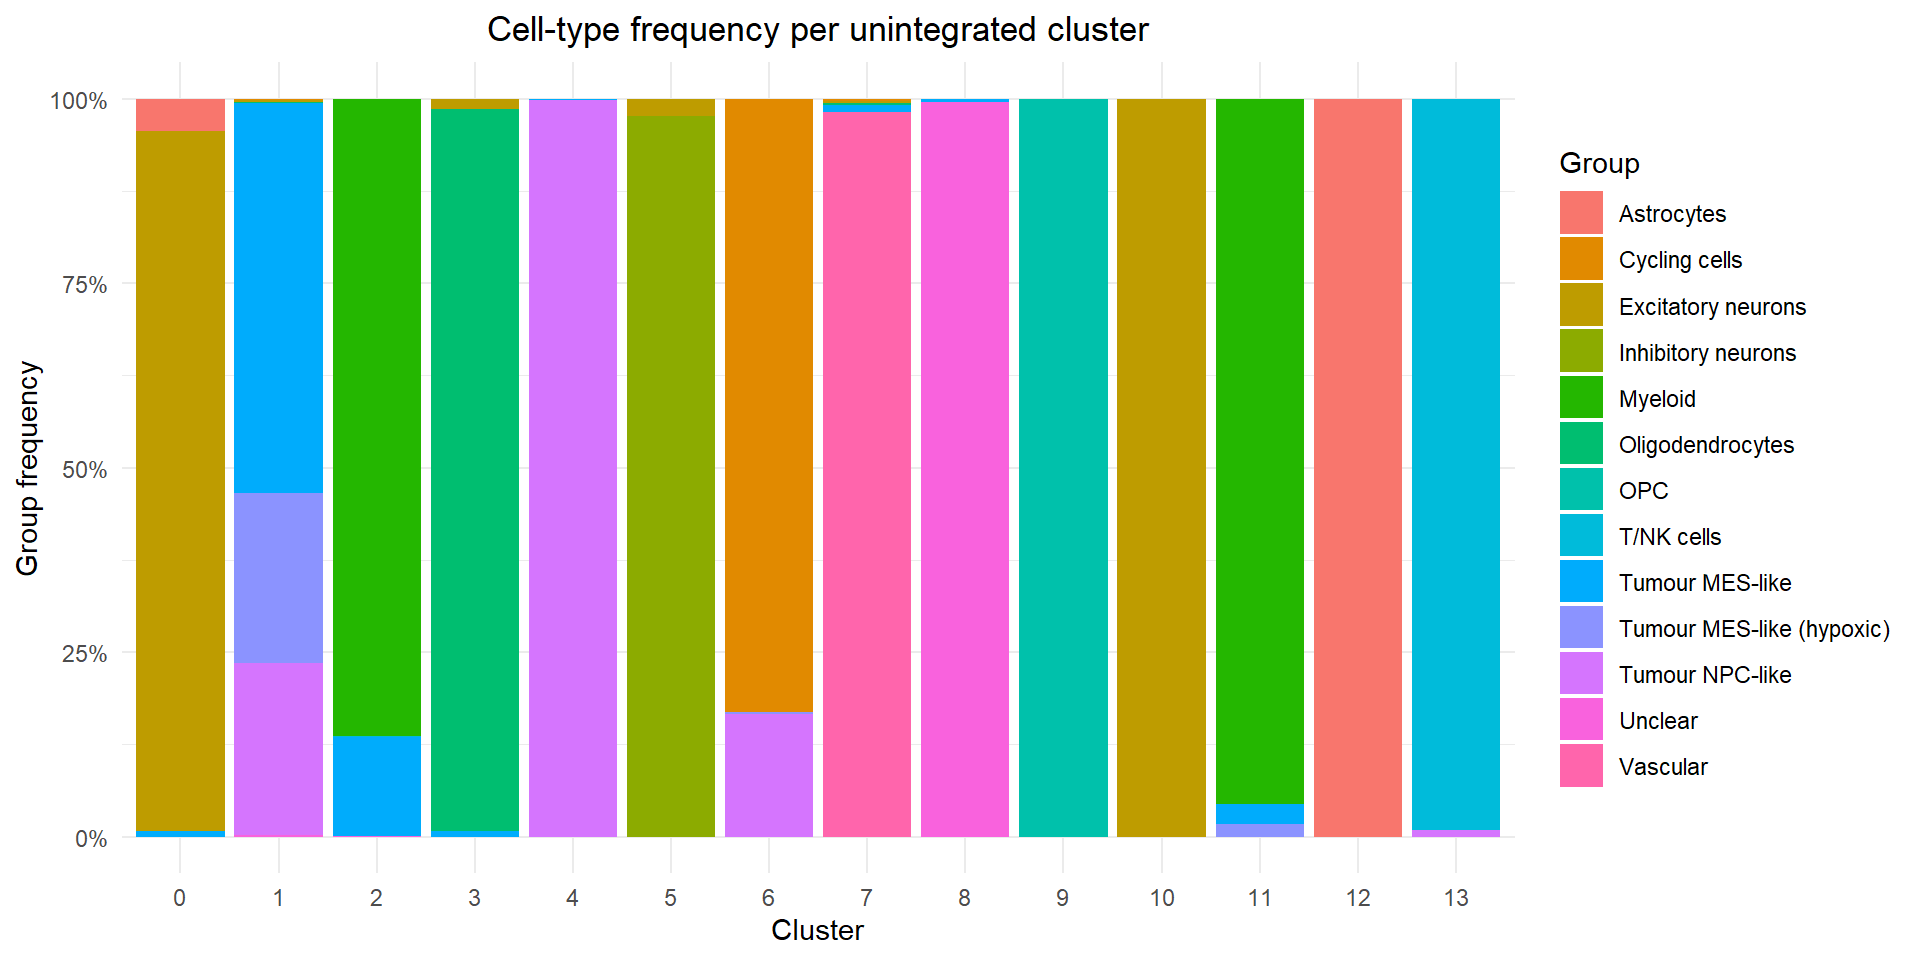 Cell-type frequency per unintegrated cluster
100%
75%
50%
25%
0%
Group frequency
0 1 2 3 4 5 6 7 8 9 10 11 12 13
Cluster
Group
Astrocytes
Cycling cells
Excitatory neurons
Inhibitory neurons
Myeloid
Oligodendrocytes
OPC
T/NK cells
Tumour MES-like
Tumour MES-like (hypoxic)
Tumour NPC-like
Unclear
Vascular